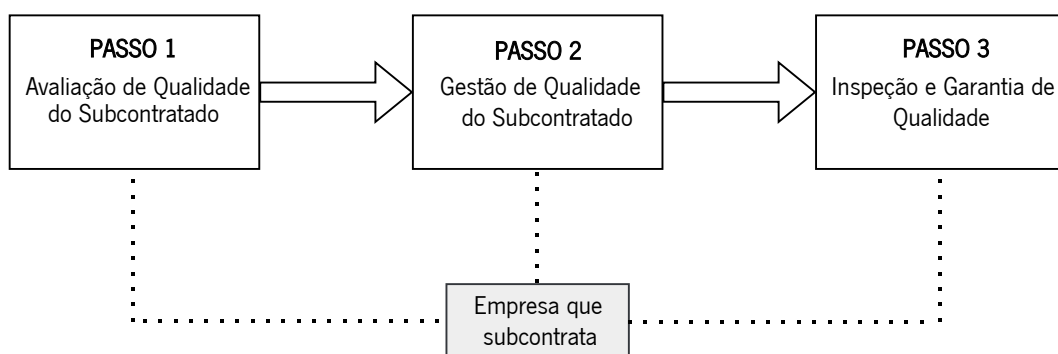 PASSO 1
Avaliação de Qualidade
do Subcontratado
PASSO 2
Gestão de Qualidade
do Subcontratado
PASSO 3
Inspeção e Garantia de
Qualidade
Empresa que
subcontrata